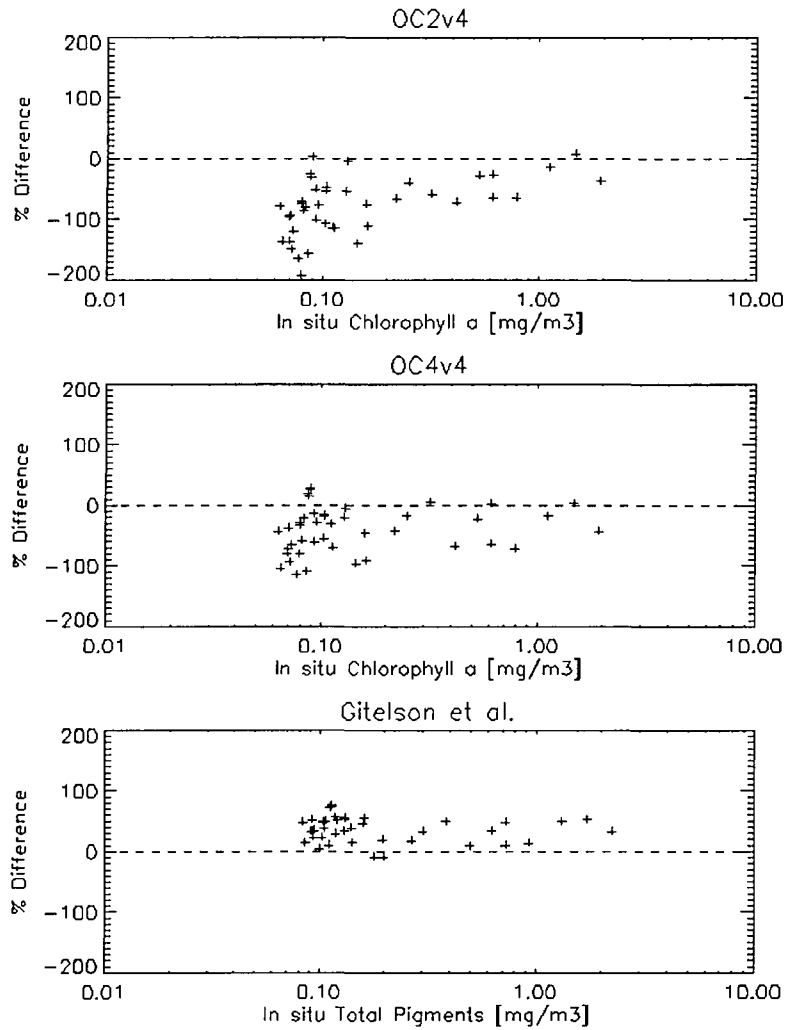 OC2v4
200
100
0
-100
-200
% Difference
0.01 0.10 1.00 10.00
In situ Chlorophyll a [mg/m3]
OC4v4
200
100
0
-100
-200
% Difference
0.01 0.10 1.00 10.00
In situ Chlorophyll a [mg/m3]
Gitelson et al.
200
100
0
-100
-200
% Difference
0.01 0.10 1.00 10.00
In situ Total Pigments [mg/m3]